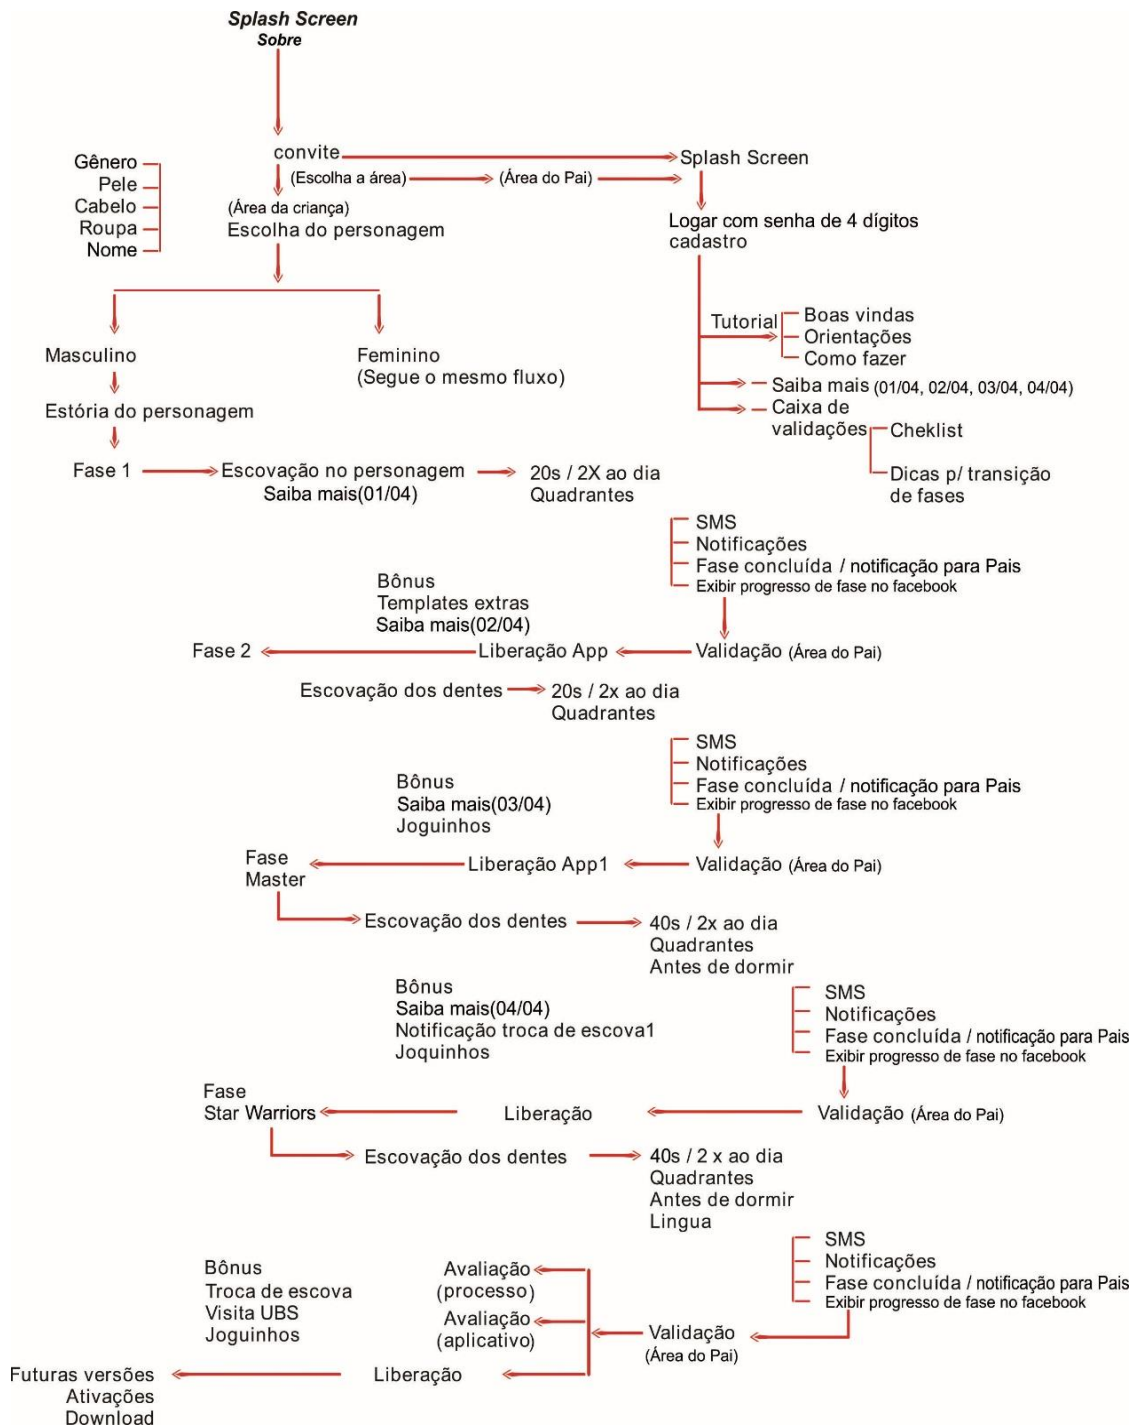 Splash Screen
Sobre
convite
Splash Screen
(Escolha a área)
(Área do Pai)
Gênero
Pele
Cabelo
Roupa
Nome
(Área da criança)
Escolha do personagem
Logar com senha de 4 dígitos
cadastro
Tutorial
Boas vindas
Orientações
Como fazer
Masculino
Feminino
(Segue o mesmo fluxo)
Saiba mais (01/04, 02/04, 03/04, 04/04)
Caixa de
validações
Cheklist
Dicas p/ transição
de fases
Estória do personagem
Fase 1
Escovação no personagem
Saiba mais(01/04)
20s / 2X ao dia
Quadrantes
SMS
Notificações
Fase concluída / notificação para Pais
Exibir progresso de fase no facebook
Bônus
Templates extras
Saiba mais(02/04)
Fase 2
Liberação App
Validação (Área do Pai)
Escovação dos dentes
20s / 2x ao dia
Quadrantes
SMS
Notificações
Fase concluída / notificação para Pais
Exibir progresso de fase no facebook
Bônus
Saiba mais(03/04)
Joguinhos
Fase
Master
Liberação App1
Validação (Área do Pai)
Escovação dos dentes
40s / 2x ao dia
Quadrantes
Antes de dormir
Bônus
Saiba mais(04/04)
Notificação troca de escova1
Joquinhos
SMS
Notificações
Fase concluída / notificação para Pais
Exibir progresso de fase no facebook
Fase
Star Warriors
Liberação
Validação (Área do Pai)
Escovação dos dentes
40s / 2 x ao dia
Quadrantes
Antes de dormir
Lingua
SMS
Notificações
Fase concluída / notificação para Pais
Exibir progresso de fase no facebook
Bônus
Troca de escova
Visita UBS
Joguinhos
Avaliação
(processo)
Avaliação
(aplicativo)
Validação
(Área do Pai)
Liberação
Futuras versões
Ativações
Download